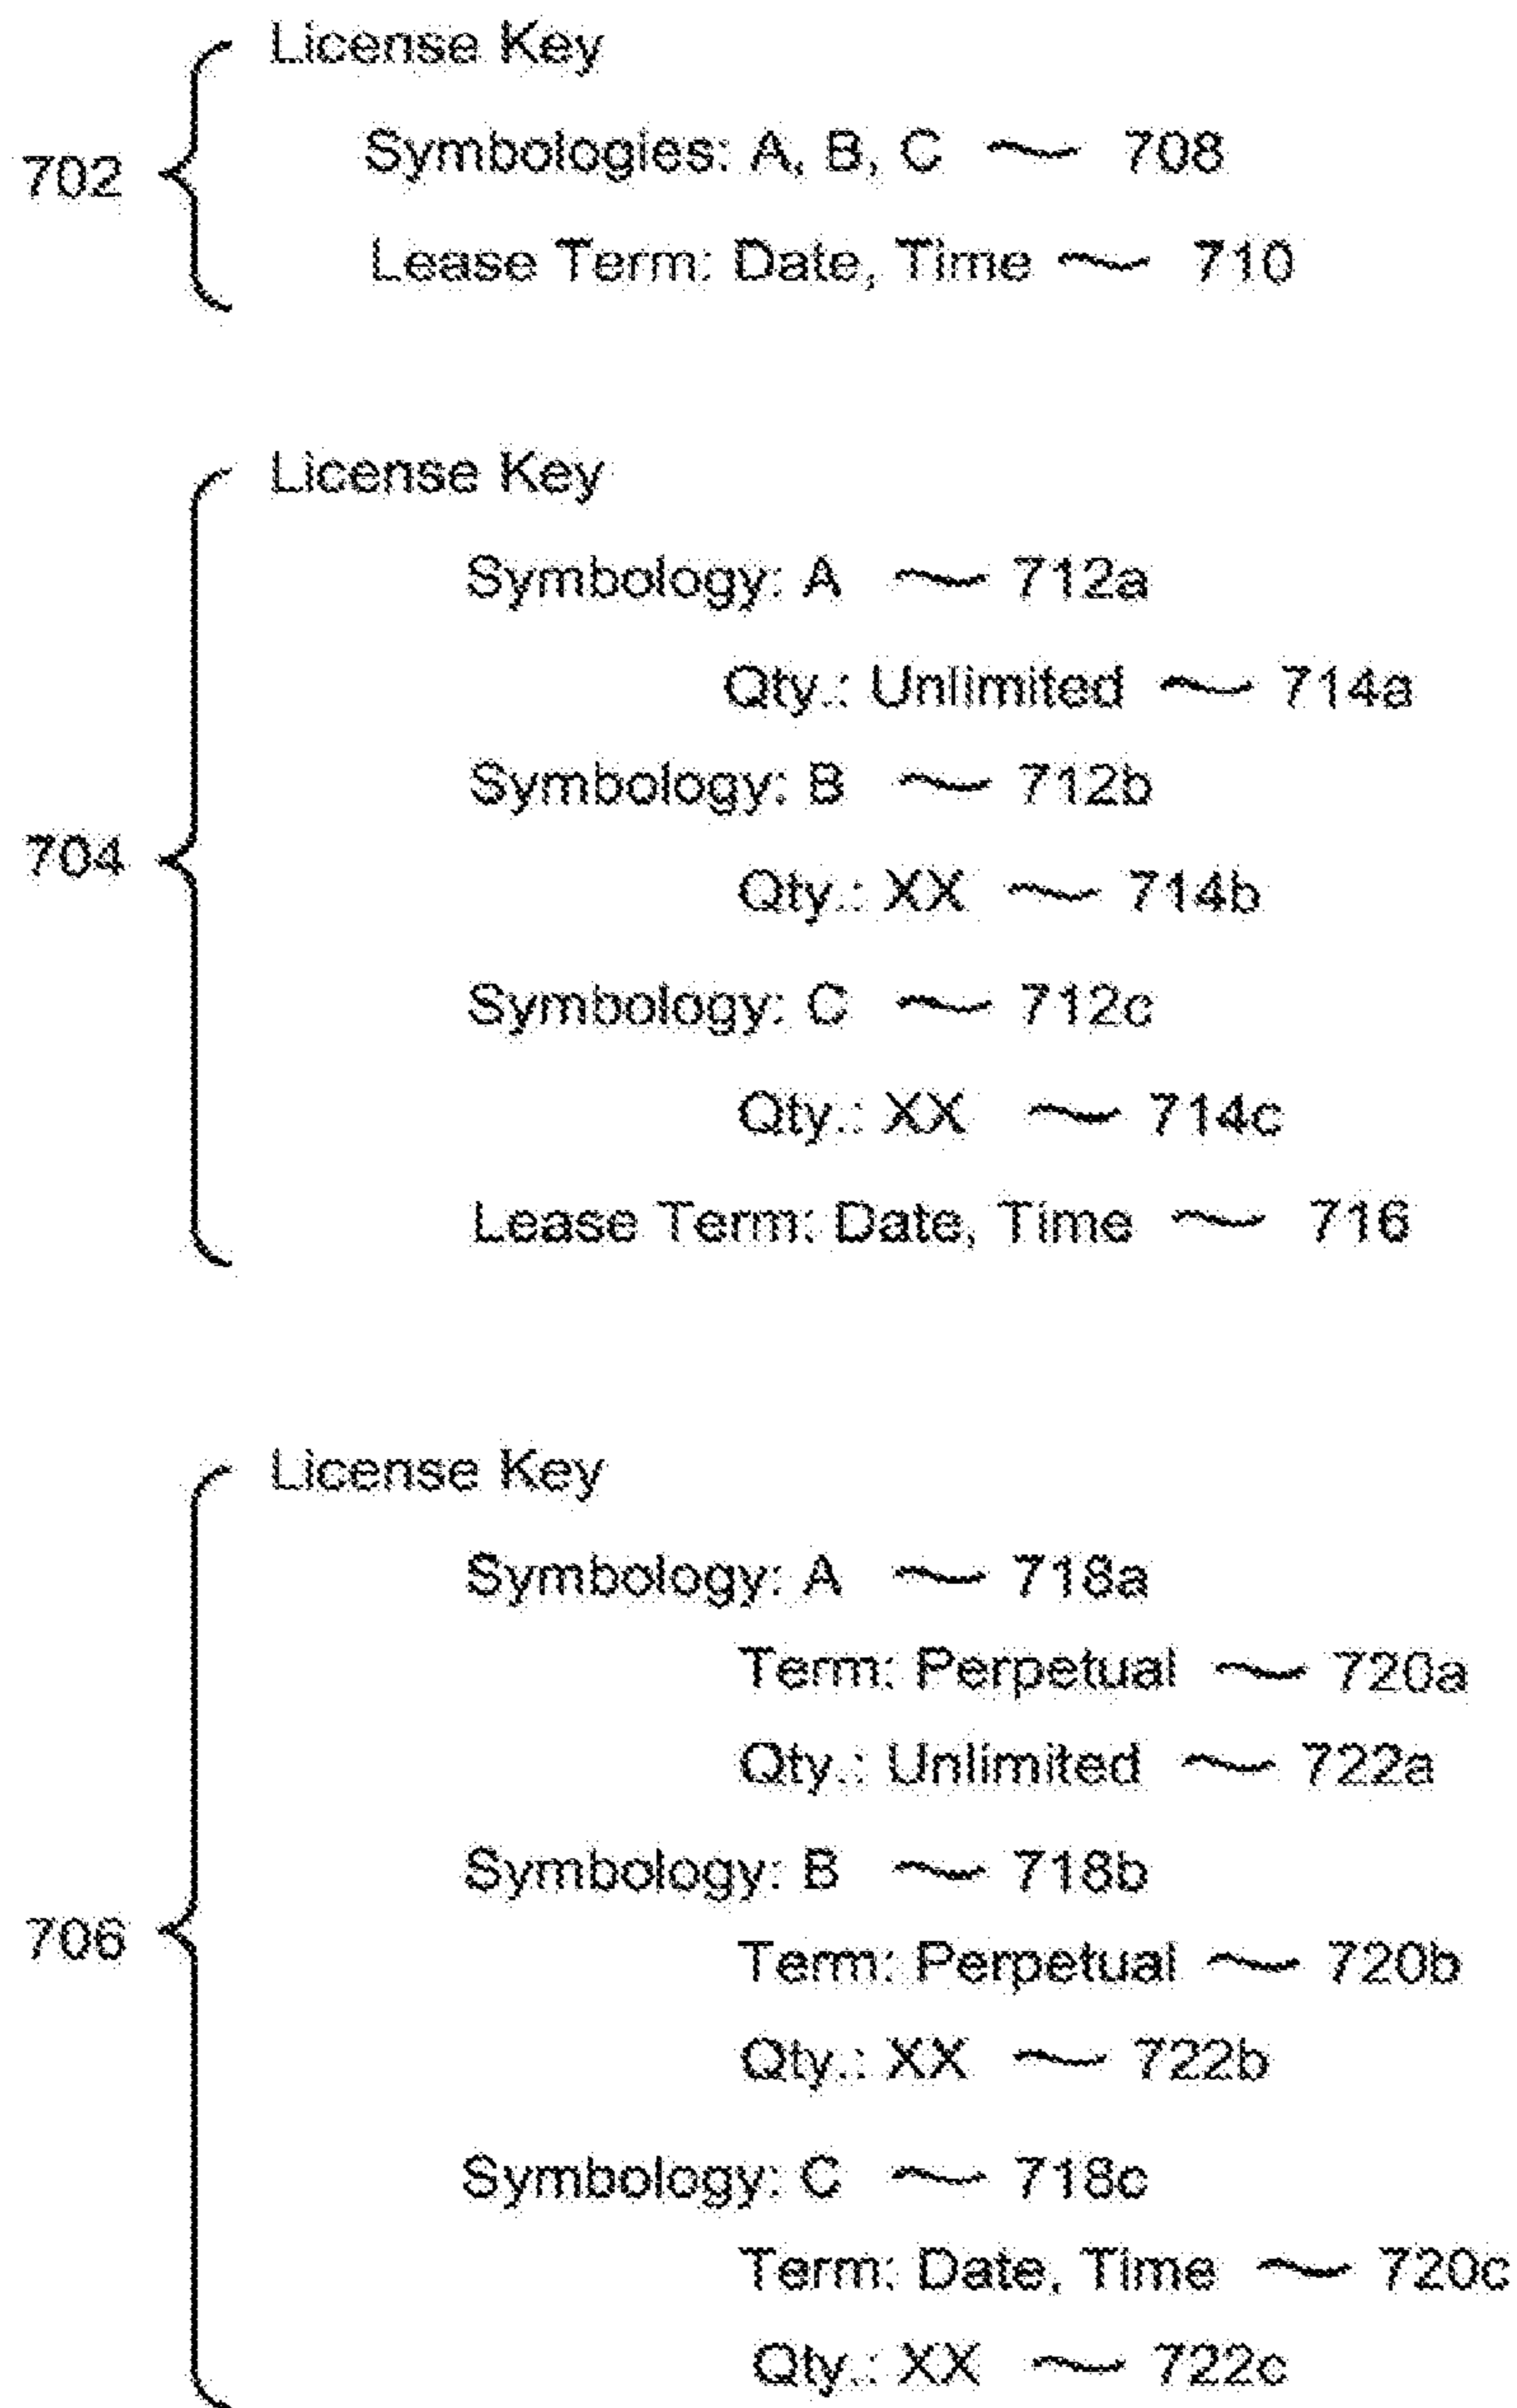 License Key
702 Symbologies: A, B, C 708
Lease Term: Date, Time 710
License Key
Symbology: A 712a
Qty.: Unlimited 714a
Symbology: B 712b
704 Qty.: XX 714b
Symbology: C 712c
Qty.: XX 714c
Lease Term: Date, Time 716
License Key
Symbology: A 718a
Term: Perpetual 720a
Qty.: Unlimited 722a
Symbology: B 718b
706 Term: Perpetual 720b
Qty.: XX 722b
Symbology: C 718c
Term: Date, Time 720c
Qty.: XX 722c